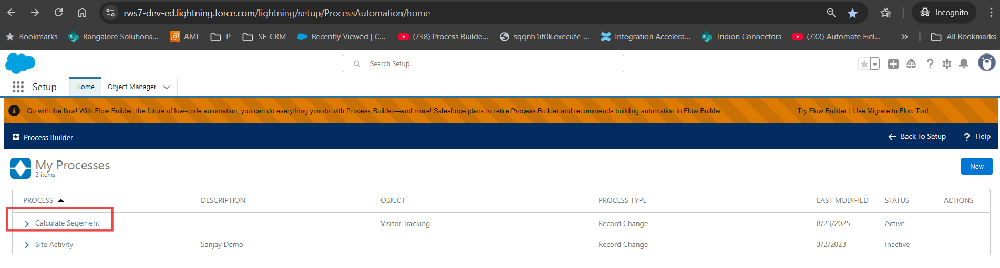 rws7-dev-ed.lightning.force.com/lightning/setup/ProcessAutomation/home
Incognito
Bookmarks Bangalore Solutions... AMI P SF-CRM Recently Viewed | C... (738) Process Builde... sqqnh1if0k.execute-... Integration Accelera... Tridion Connectors (733) Automate Fiel... » All Bookmarks
Search Setup
Setup Home Object Manager
Go with the flow! With Flow Builder, the future of low-code automation, you can do everything you do with Process Builder—and more! Salesforce plans to retire Process Builder and recommends building automation in Flow Builder. Try Flow Builder | Use Migrate to Flow Tool
Process Builder Back To Setup ? Help
My Processes
2 items
New
PROCESS DESCRIPTION OBJECT PROCESS TYPE LAST MODIFIED STATUS ACTIONS
Calculate Segement Visitor Tracking Record Change 8/23/2025 Active
Site Activity Sanjay Demo Record Change 3/2/2023 Inactive